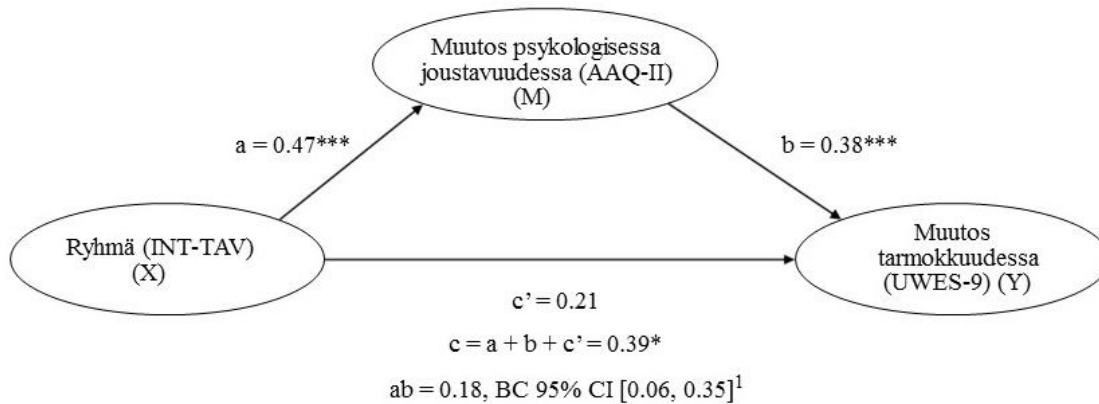 Muutos psykologisessa
joustavuudessa (AAQ-II)
(M)
a = 0.47***
b = 0.38***
Ryhmä (INT-TAV)
(X)
Muutos
tarmokkuudessa
(UWES-9) (Y)
c’ = 0.21
c = a + b + c’ = 0.39*
ab = 0.18, BC 95% CI [0.06, 0.35]¹